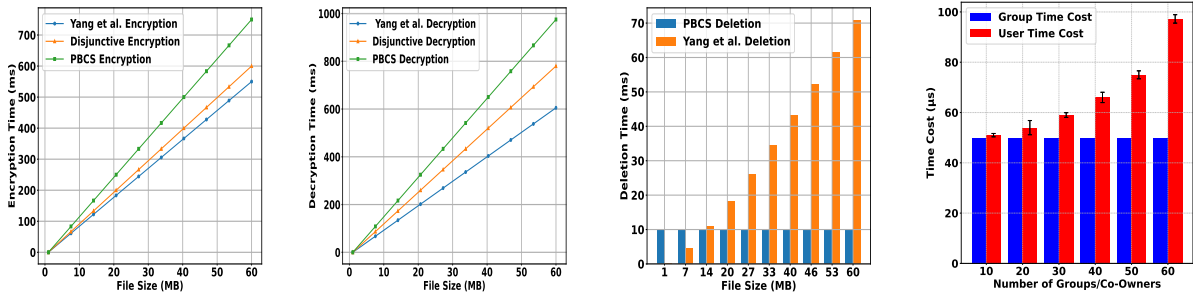 Encryption Time (ms)
700
600
500
400
300
200
100
0
Yang et al. Encryption
Disjunctive Encryption
PBCS Encryption
0 10 20 30 40 50 60
File Size (MB)
Decryption Time (ms)
1000
800
600
400
200
0
Yang et al. Decryption
Disjunctive Decryption
PBCS Decryption
0 10 20 30 40 50 60
File Size (MB)
Deletion Time (ms)
70
60
50
40
30
20
10
0
PBCS Deletion
Yang et al. Deletion
1 7 14 20 27 33 40 46 53 60
File Size (MB)
Time Cost (µs)
100
80
60
40
20
0
Group Time Cost
User Time Cost
10 20 30 40 50 60
Number of Groups/Co-Owners